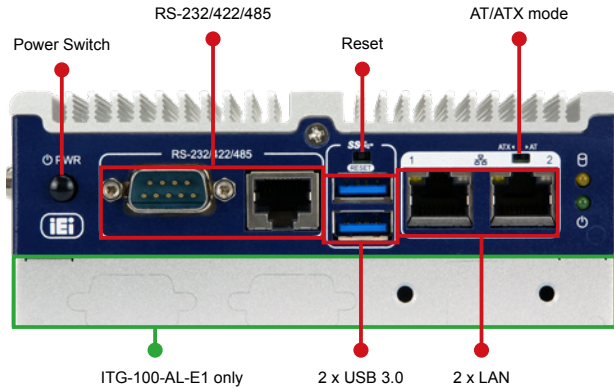 RS-232/422/485
AT/ATX mode
Power Switch
Reset
SS
PWR
RS-232/422/485
RESET
1
ATX
AT
2
iEi
ITG-100-AL-E1 only
2 x USB 3.0
2 x LAN